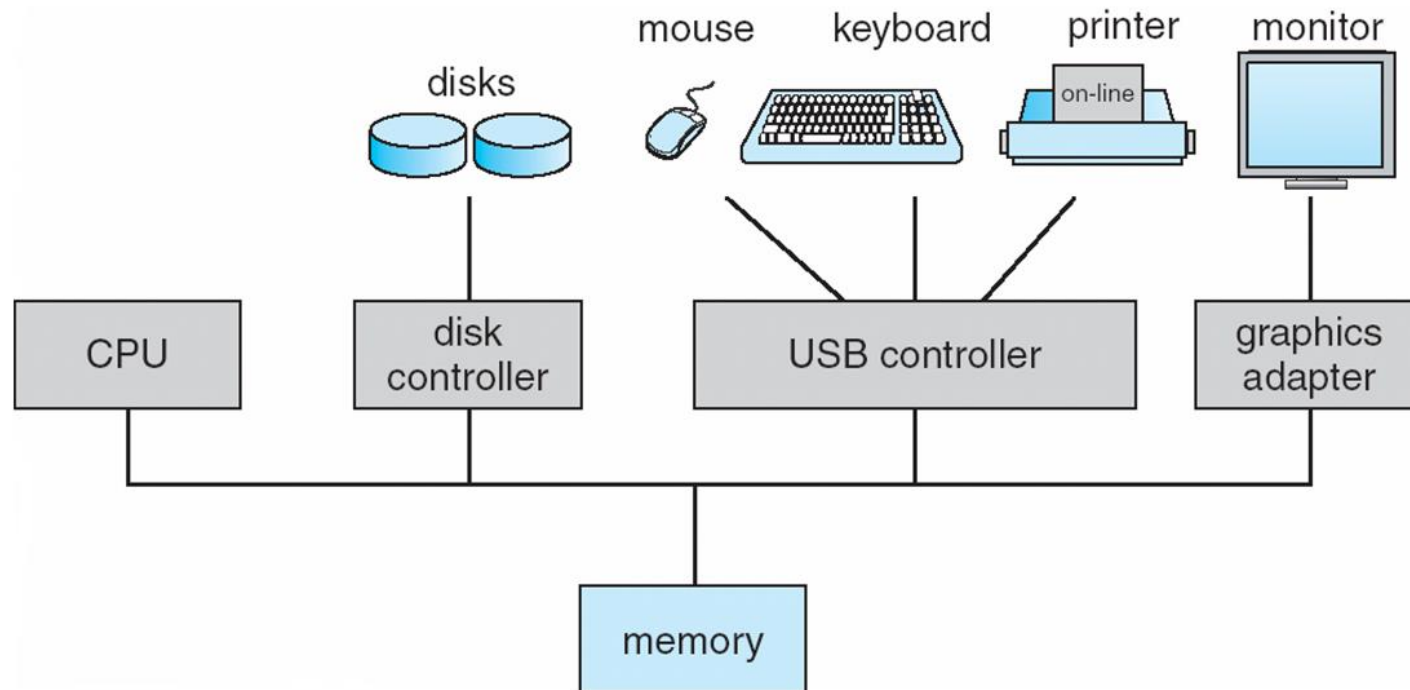 mouse
keyboard
printer
monitor
disks
on-line
CPU
disk
controller
USB controller
graphics
adapter
memory